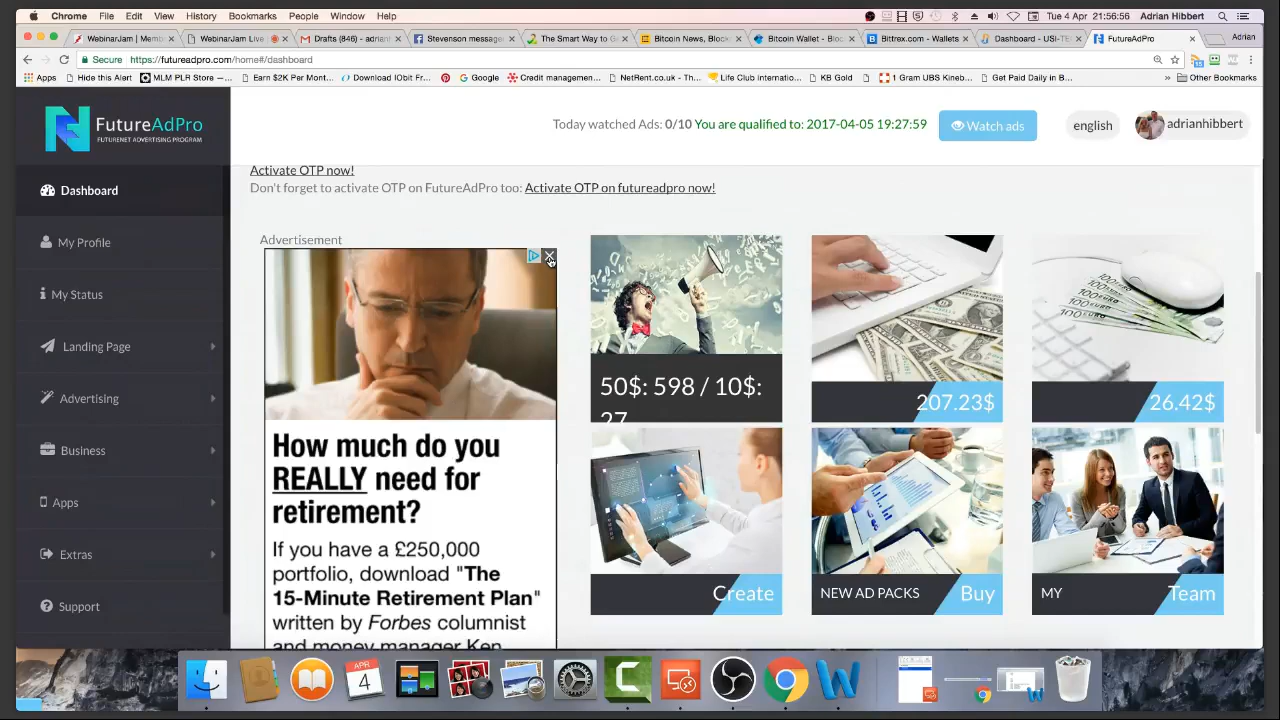 Chrome File Edit View History Bookmarks People Window Help Tue 4 Apr 21:56:56 Adrian Hibbert
WebinarJam | Memb WebinarJam Live Drafts (846) - adrian Stevenson message The Smart Way to G Bitcoin News, Block Bitcoin Wallet - Bloc Bittrex.com - Wallets Dashboard - USI-TE FutureAdPro Adrian
Secure https://futureadpro.com/home#/dashboard
Apps Hide this Alert MLM PLR Store -... Earn $2K Per Mont... Download IObit Fr... Google Credit managemen... NetRent.co.uk - Th... Life Club internatio... KB Gold 1 Gram UBS Kineb... Get Paid Daily in B... » Other Bookmarks
FutureAdPro
FUTURENET ADVERTISING PROGRAM
Today watched Ads: 0/10 You are qualified to: 2017-04-05 19:27:59 Watch ads english adrianhibbert
Activate OTP now!
Don't forget to activate OTP on FutureAdPro too: Activate OTP on futureadpro now!
Dashboard
My Profile
My Status
Landing Page
Advertising
Business
Apps
Extras
Support
Advertisement
How much do you
REALLY need for
retirement?
If you have a £250,000
portfolio, download "The
15-Minute Retirement Plan"
written by Forbes columnist
and money manager Ken
50$: 598 / 10$:
27
207.23$
26.42$
Create
NEW AD PACKS Buy
MY Team
APR
4